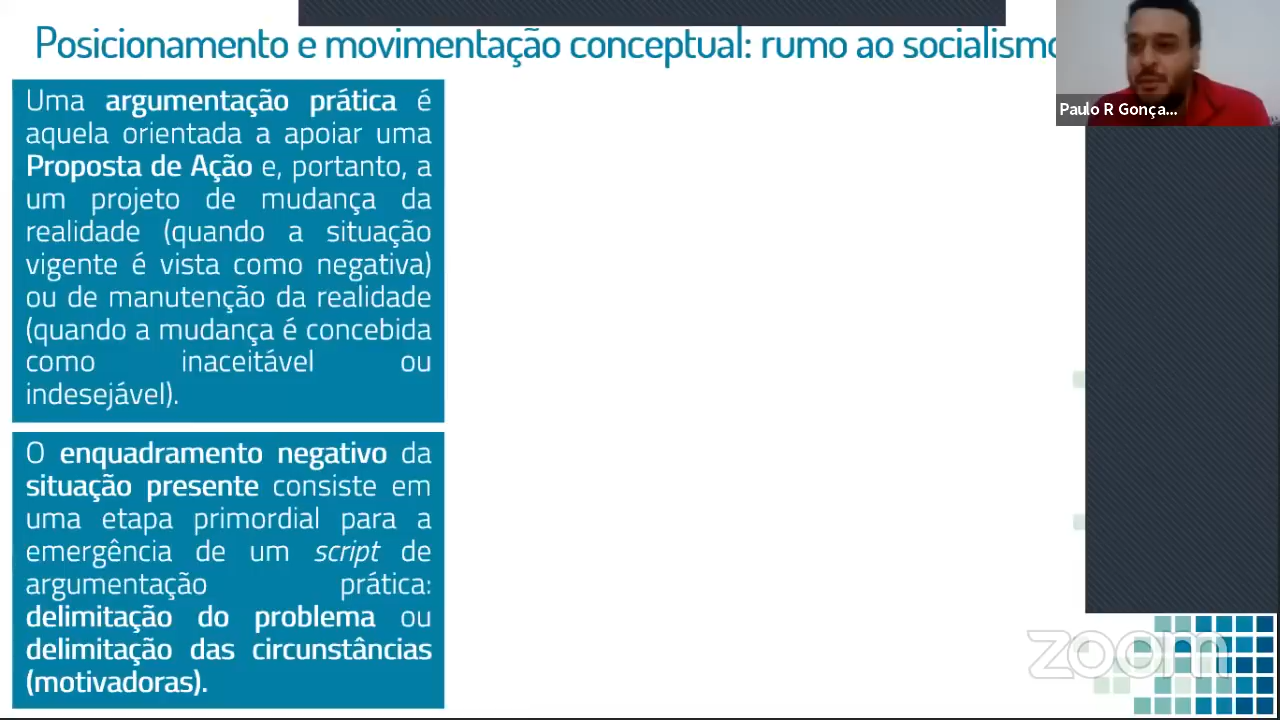 Posicionamento e movimentação conceptual: rumo ao socialismo
Paulo R Gonça...
Uma argumentação prática é
aquela orientada a apoiar uma
Proposta de Ação e, portanto, a
um projeto de mudança da
realidade (quando a situação
vigente é vista como negativa)
ou de manutenção da realidade
(quando a mudança é concebida
como inaceitável ou
indesejável).
O enquadramento negativo da
situação presente consiste em
uma etapa primordial para a
emergência de um script de
argumentação prática:
delimitação do problema ou
delimitação das circunstâncias
(motivadoras).
zoom